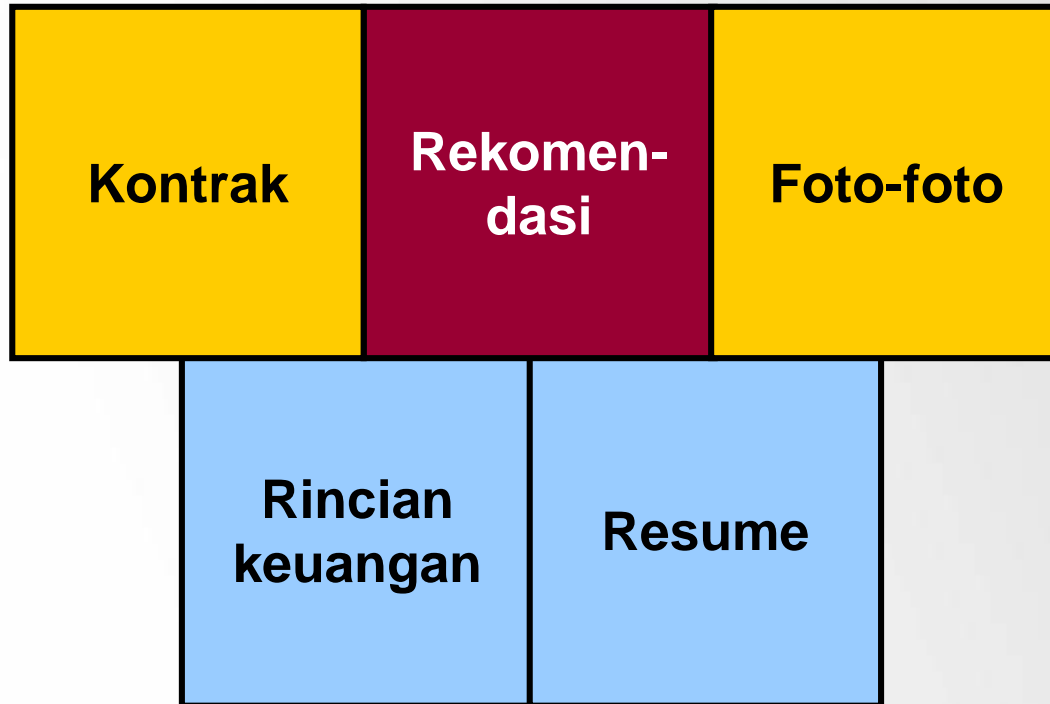 Kontrak
Rekomen-
dasi
Foto-foto
Rincian
keuangan
Resume